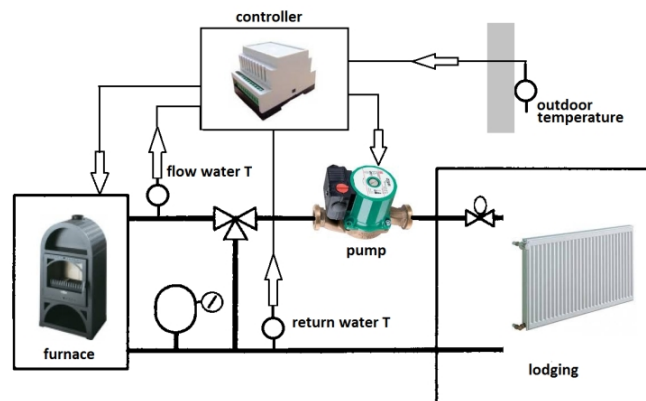 controller
outdoor
temperature
flow water T
pump
return water T
furnace
lodging